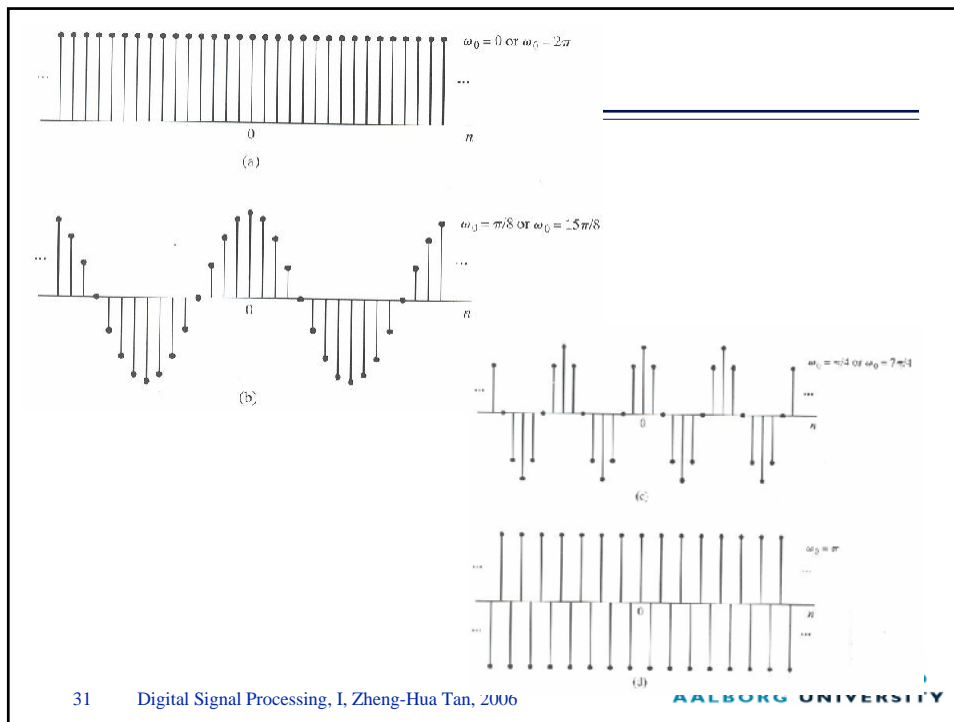 ω₀ = 0 or ω₀ = 2π
...
...
0
n
(a)
ω₀ = π/8 or ω₀ = 15π/8
...
...
0
n
(b)
ω₀ = π/4 or ω₀ = 7π/4
...
...
0
n
(c)
ω₀ = π
...
...
0
n
...
...
(d)
31 Digital Signal Processing, I, Zheng-Hua Tan, 2006
AALBORG UNIVERSITY